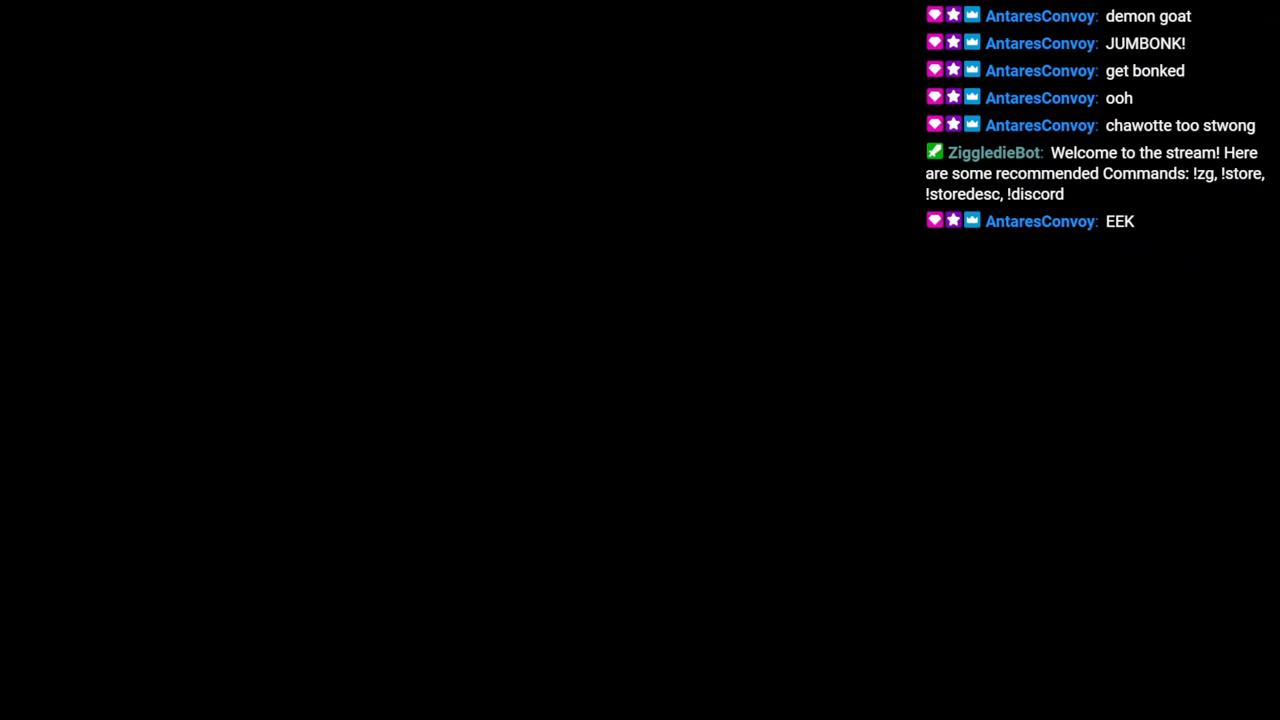 AntaresConvoy: demon goat
AntaresConvoy: JUMBONK!
AntaresConvoy: get bonked
AntaresConvoy: ooh
AntaresConvoy: chawotte too stwong
ZiggledieBot: Welcome to the stream! Here
are some recommended Commands: !zg, !store,
!storedesc, !discord
AntaresConvoy: EEK